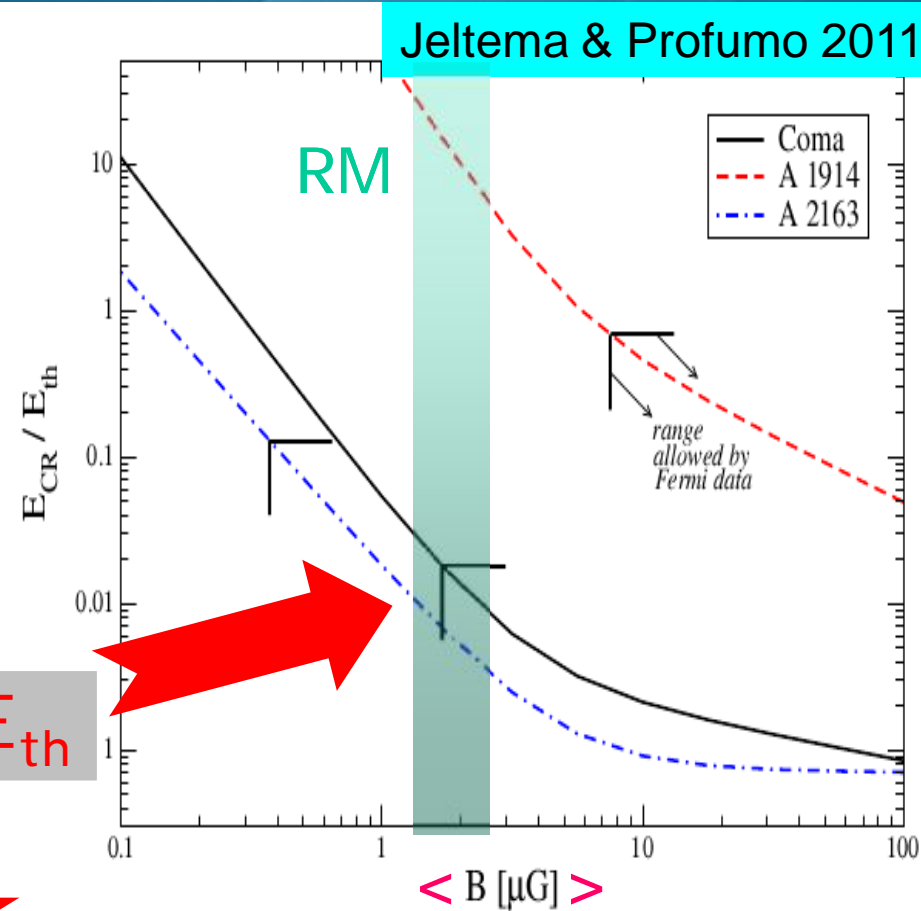 Jeltema & Profumo 2011
RM
Coma
A 1914
A 2163
10
1
0.1
0.01
1
E_CR / E_th
range
allowed by
Fermi data
th
0.1
1
10
100
< B [μG] >